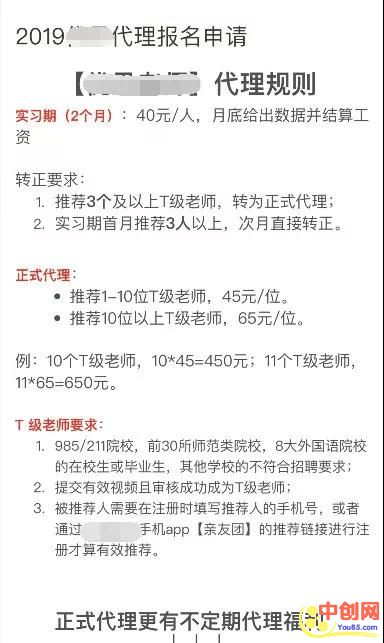 2019代理报名申请
【】代理规则
实习期（2个月）：40元/人，月底给出数据并结算工
资
转正要求：
1. 推荐3个及以上T级老师，转为正式代理；
2. 实习期首月推荐3人以上，次月直接转正。
正式代理：
• 推荐1-10位T级老师，45元/位。
• 推荐10位以上T级老师，65元/位。
例：10个T级老师，10*45=450元；11个T级老师，
11*65=650元。
T 级老师要求：
1. 985/211院校，前30所师范类院校，8大外国语院校
的在校生或毕业生，其他学校的不符合招聘要求；
2. 提交有效视频且审核成功成为T级老师；
3. 被推荐人需要在注册时填写推荐人的手机号，或者
通过手机app【亲友团】的推荐链接进行注
册才算有效推荐。
正式代理更有不定期代理福利
中创网
You85.com